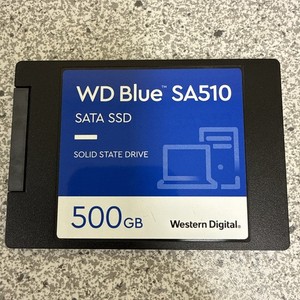 WD Blue™ SA510
SATA SSD
SOLID STATE DRIVE
500GB
Western Digital®